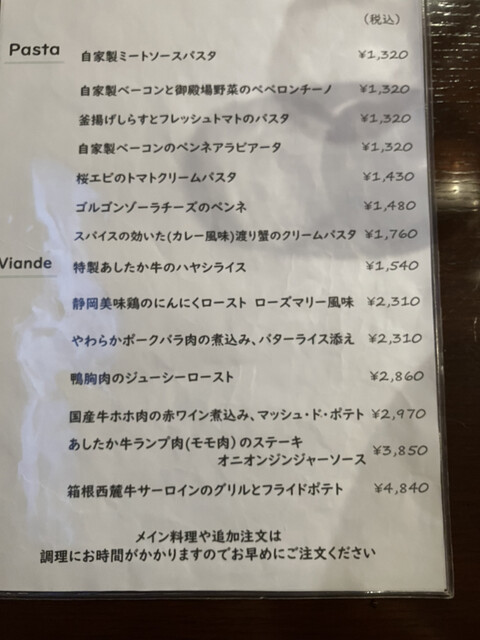 （税込）
Pasta
自家製ミートソースパスタ ¥1,320
自家製ベーコンと御殿場野菜のペペロンチーノ ¥1,320
釜揚げしらすとフレッシュトマトのパスタ ¥1,320
自家製ベーコンのペンネアラビアータ ¥1,320
桜エビのトマトクリームパスタ ¥1,430
ゴルゴンゾーラチーズのペンネ ¥1,480
スパイスの効いた(カレー風味)渡り蟹のクリームパスタ ¥1,760
Viande
特製あしたか牛のハヤシライス ¥1,540
静岡美味鶏のにんにくロースト ローズマリー風味 ¥2,310
やわらかポークバラ肉の煮込み、バターライス添え ¥2,310
鴨胸肉のジューシーロースト ¥2,860
国産牛ホホ肉の赤ワイン煮込み、マッシュ・ド・ポテト ¥2,970
あしたか牛ランプ肉(モモ肉）のステーキ
オニオンジンジャーソース ¥3,850
箱根西麓牛サーロインのグリルとフライドポテト ¥4,840
メイン料理や追加注文は
調理にお時間がかかりますのでお早めにご注文ください